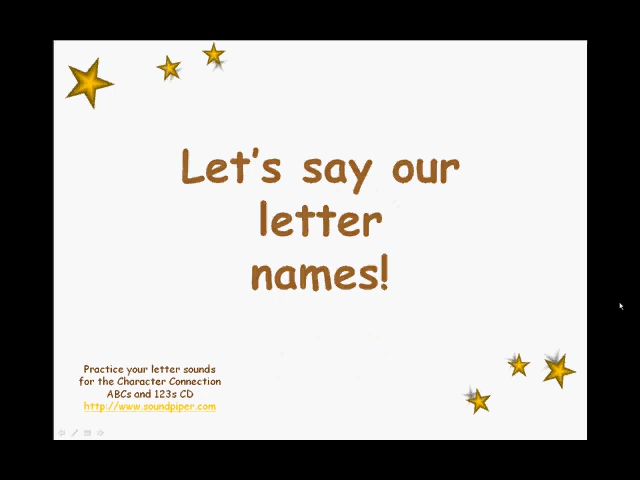 Let's say our
letter
names!
Practice your letter sounds
for the Character Connection
ABCs and 123s CD
http://www.soundpiper.com